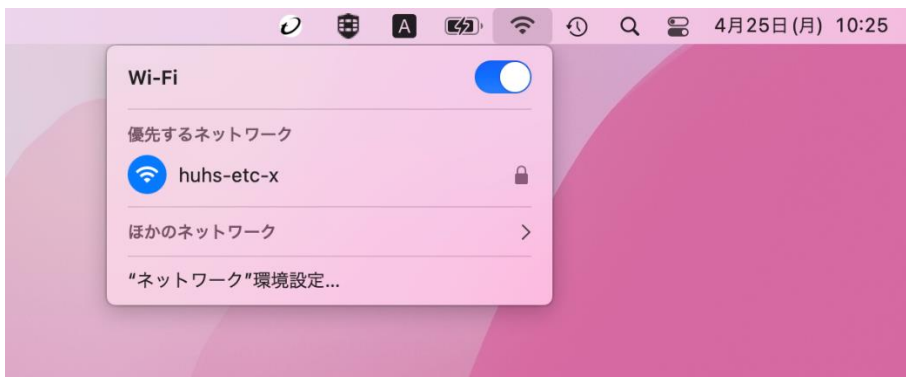 A 4月25日(月) 10:25
Wi-Fi
優先するネットワーク
huhs-etc-x
ほかのネットワーク
“ネットワーク”環境設定...